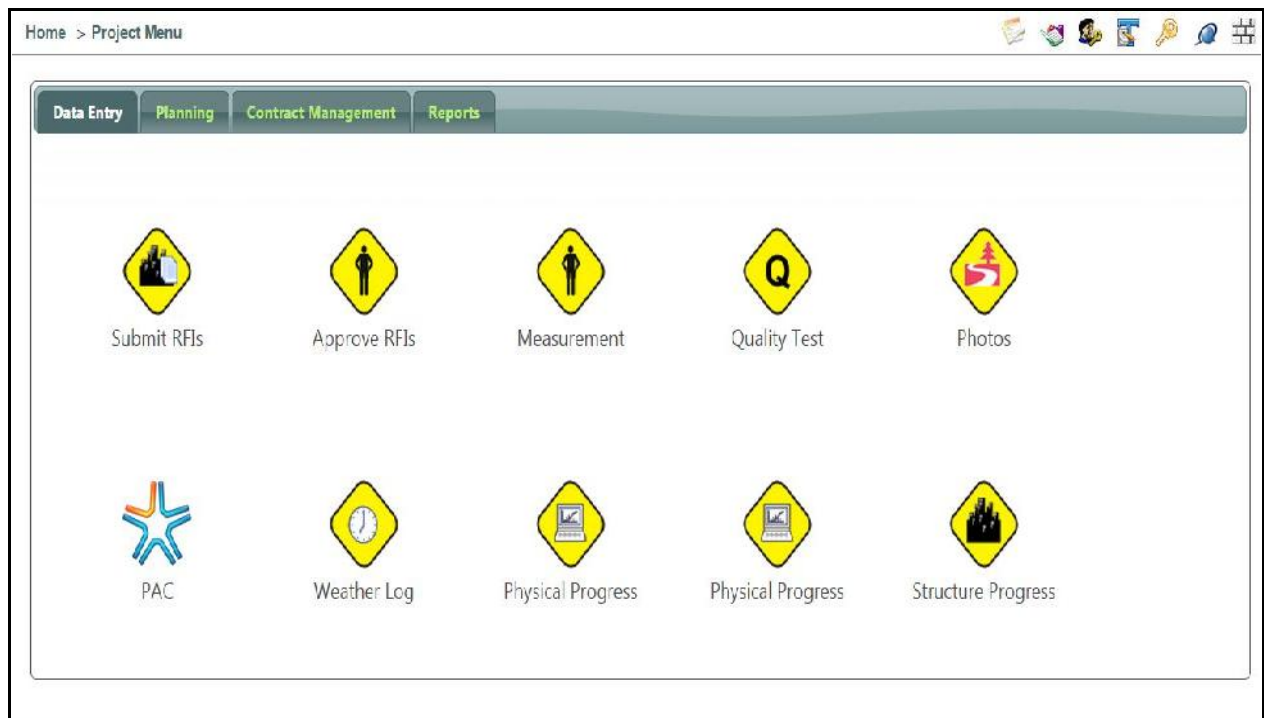 Home > Project Menu
Data Entry Planning Contract Management Reports
Q
Submit RFIs Approve RFIs Measurement Quality Test Photos
PAC Weather Log Physical Progress Physical Progress Structure Progress